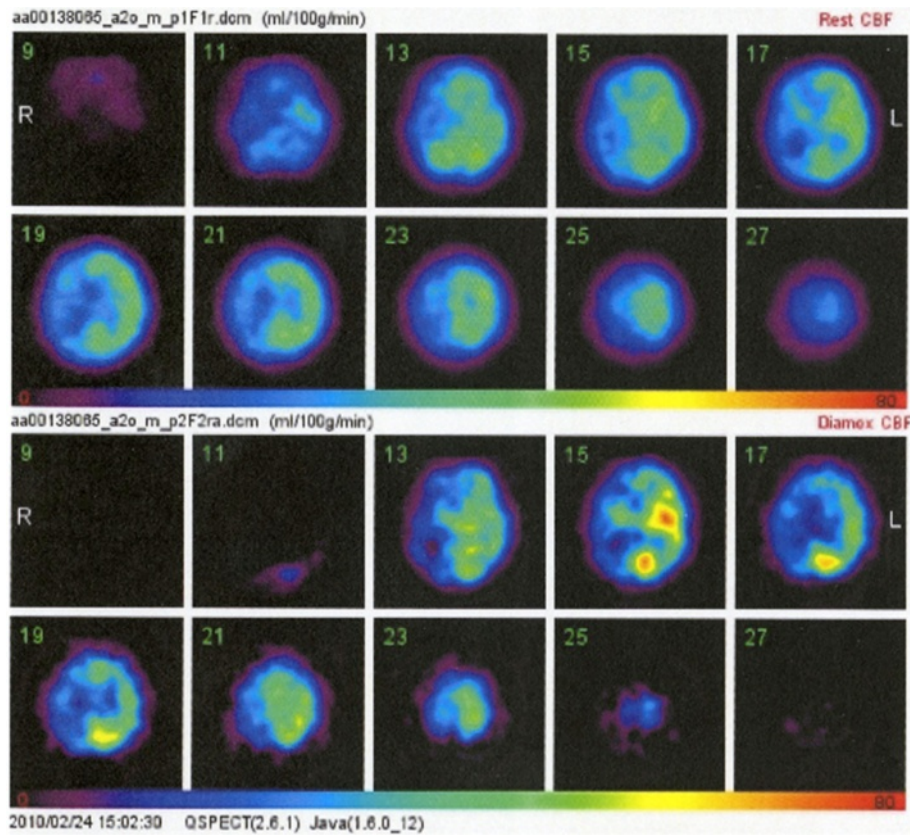 aa00138065_a2o_m_p1F1r.dcm (ml/100g/min) Rest CBF
9 11 13 15 17
R L
19 21 23 25 27
0 80
aa00138065_a2o_m_p2F2ra.dcm (ml/100g/min) Diamox CBF
9 11 13 15 17
R L
19 21 23 25 27
0 80
2010/02/24 15:02:30 QSPECT(2.6.1) Java(1.6.0_12)